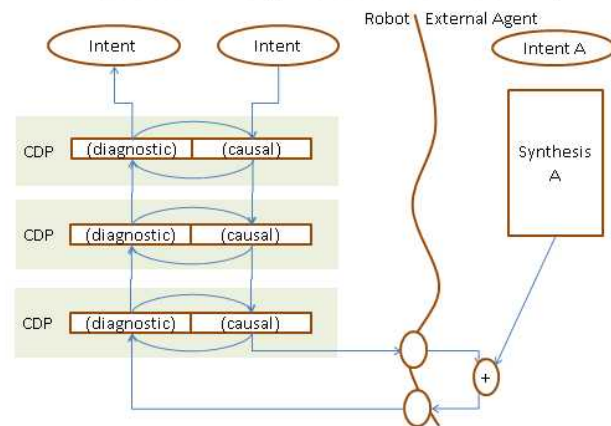 Robot External Agent
Intent Intent Intent A
CDP (diagnostic) (causal)
Synthesis
A
CDP (diagnostic) (causal)
CDP (diagnostic) (causal)
+